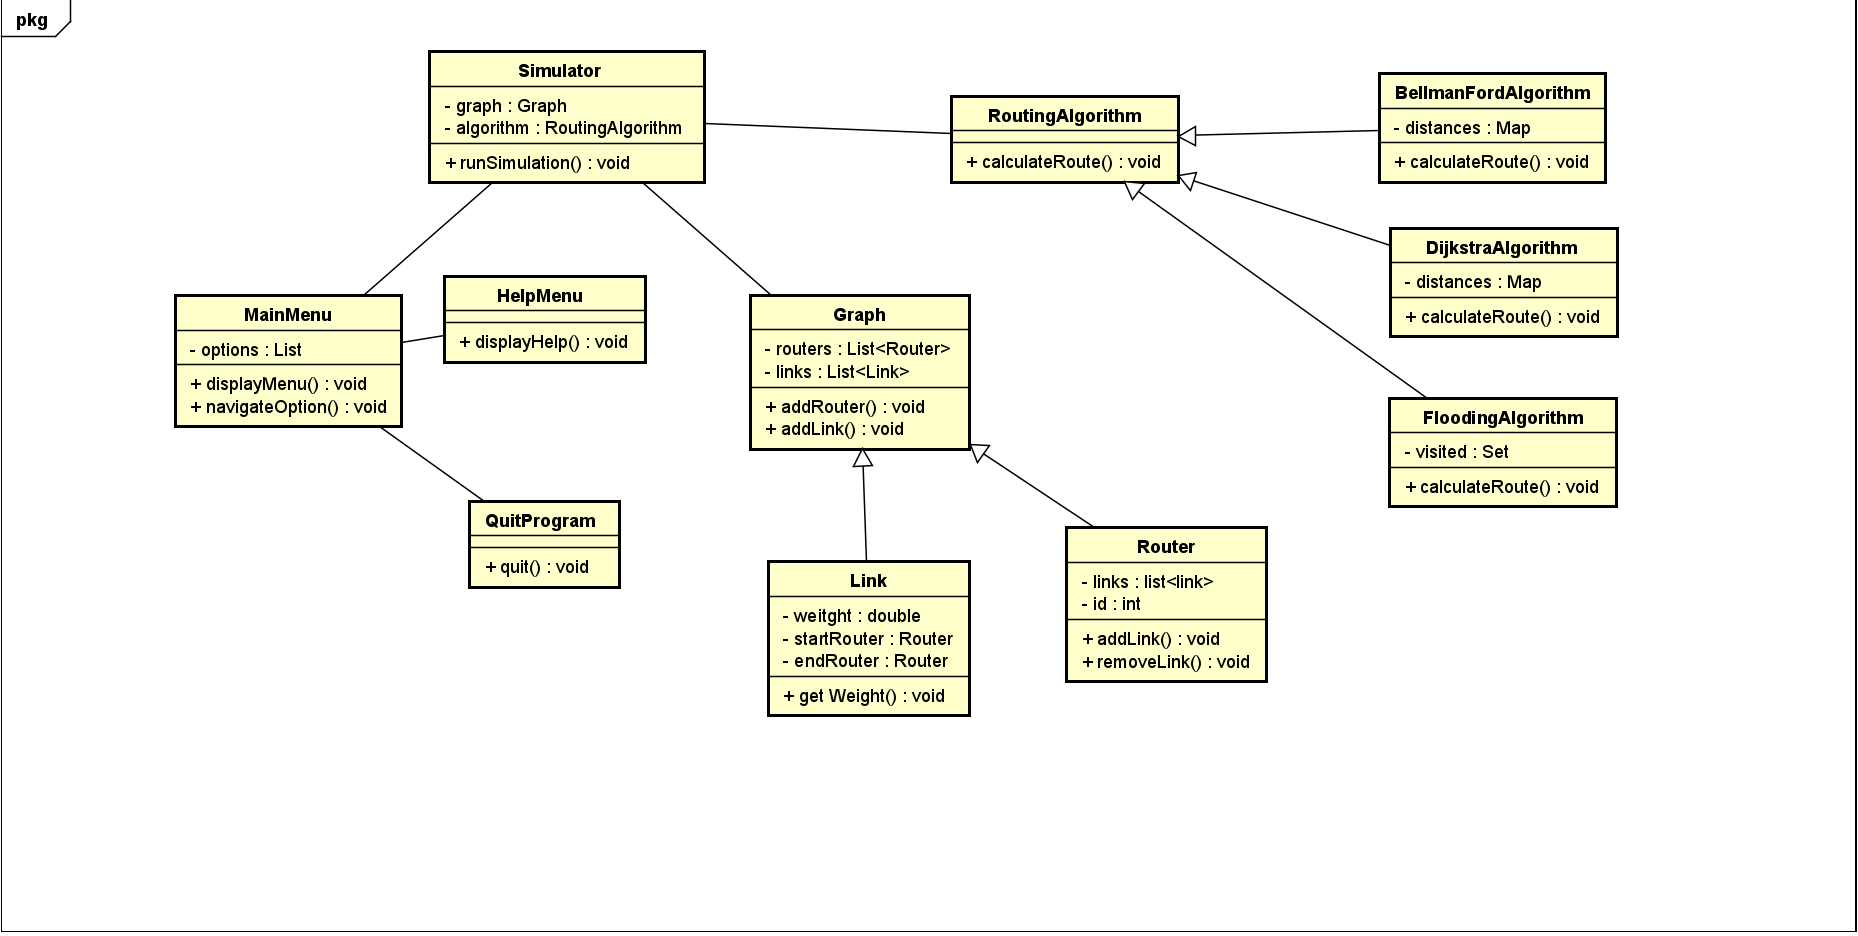 pkg
Simulator
- graph : Graph
- algorithm : RoutingAlgorithm
+ runSimulation() : void
RoutingAlgorithm
+ calculateRoute() : void
BellmanFordAlgorithm
- distances : Map
+ calculateRoute() : void
DijkstraAlgorithm
- distances : Map
+ calculateRoute() : void
MainMenu
- options : List
+ displayMenu() : void
+ navigateOption() : void
HelpMenu
+ displayHelp() : void
Graph
- routers : List<Router>
- links : List<Link>
+ addRouter() : void
+ addLink() : void
FloodingAlgorithm
- visited : Set
+ calculateRoute() : void
QuitProgram
+ quit() : void
Link
- weitght : double
- startRouter : Router
- endRouter : Router
+ get Weight() : void
Router
- links : list<link>
- id : int
+ addLink() : void
+ removeLink() : void